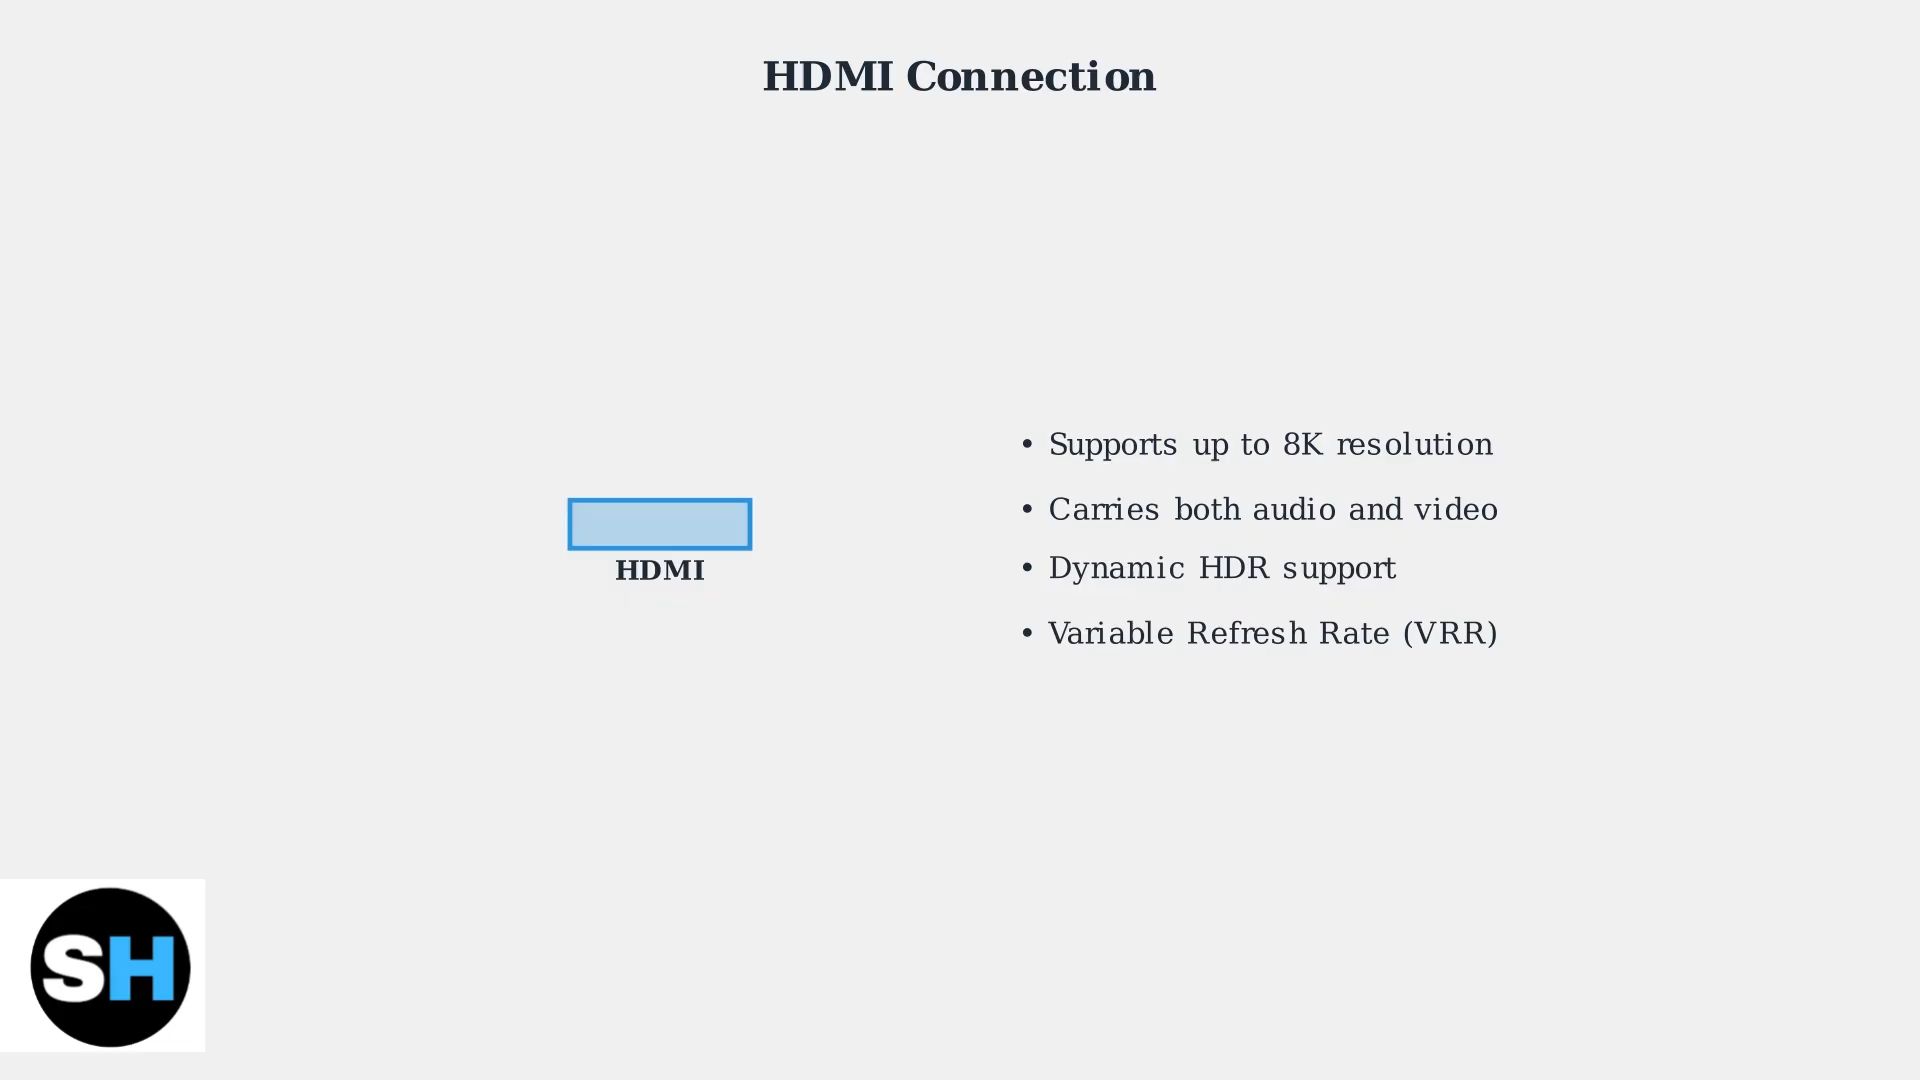 HDMI Connection
HDMI
• Supports up to 8K resolution
• Carries both audio and video
• Dynamic HDR support
• Variable Refresh Rate (VRR)
SH